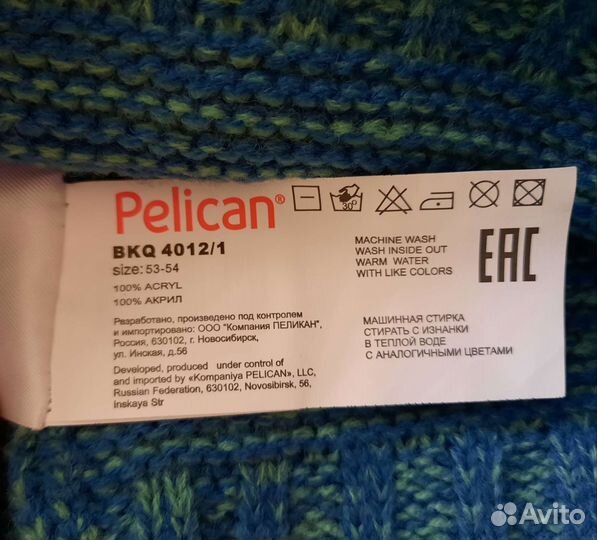 Pelican®
30°
BKQ 4012/1
size: 53-54
100% ACRYL
100% АКРИЛ
MACHINE WASH
WASH INSIDE OUT
WARM WATER
WITH LIKE COLORS
EAC
Разработано, произведено под контролем
и импортировано: ООО "Компания ПЕЛИКАН",
Россия, 630102, г. Новосибирск,
ул. Инская, д.56
МАШИННАЯ СТИРКА
СТИРАТЬ С ИЗНАНКИ
В ТЕПЛОЙ ВОДЕ
С АНАЛОГИЧНЫМИ ЦВЕТАМИ
Developed, produced under control of
and imported by «Kompaniya PELICAN», LLC,
Russian Federation, 630102, Novosibirsk, 56,
Inskaya Str
Avito